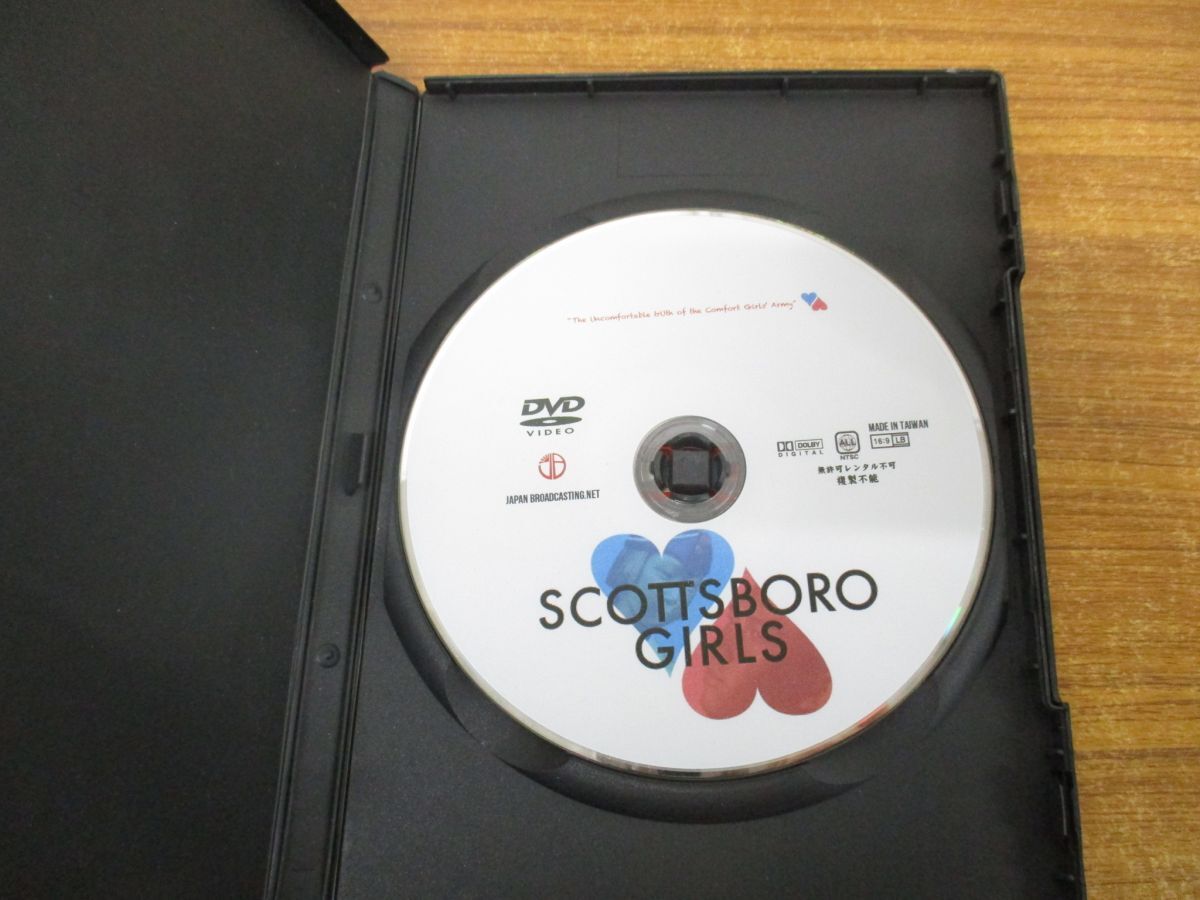 "The Uncomfortable truth of the Comfort Girls' Army"
DVD
VIDEO
JAPAN BROADCASTING.NET
MADE IN TAIWAN
DOLBY
DIGITAL
ALL
NTSC
16:9 LB
無許可レンタル不可
複製不能
SCOTTSBORO
GIRLS